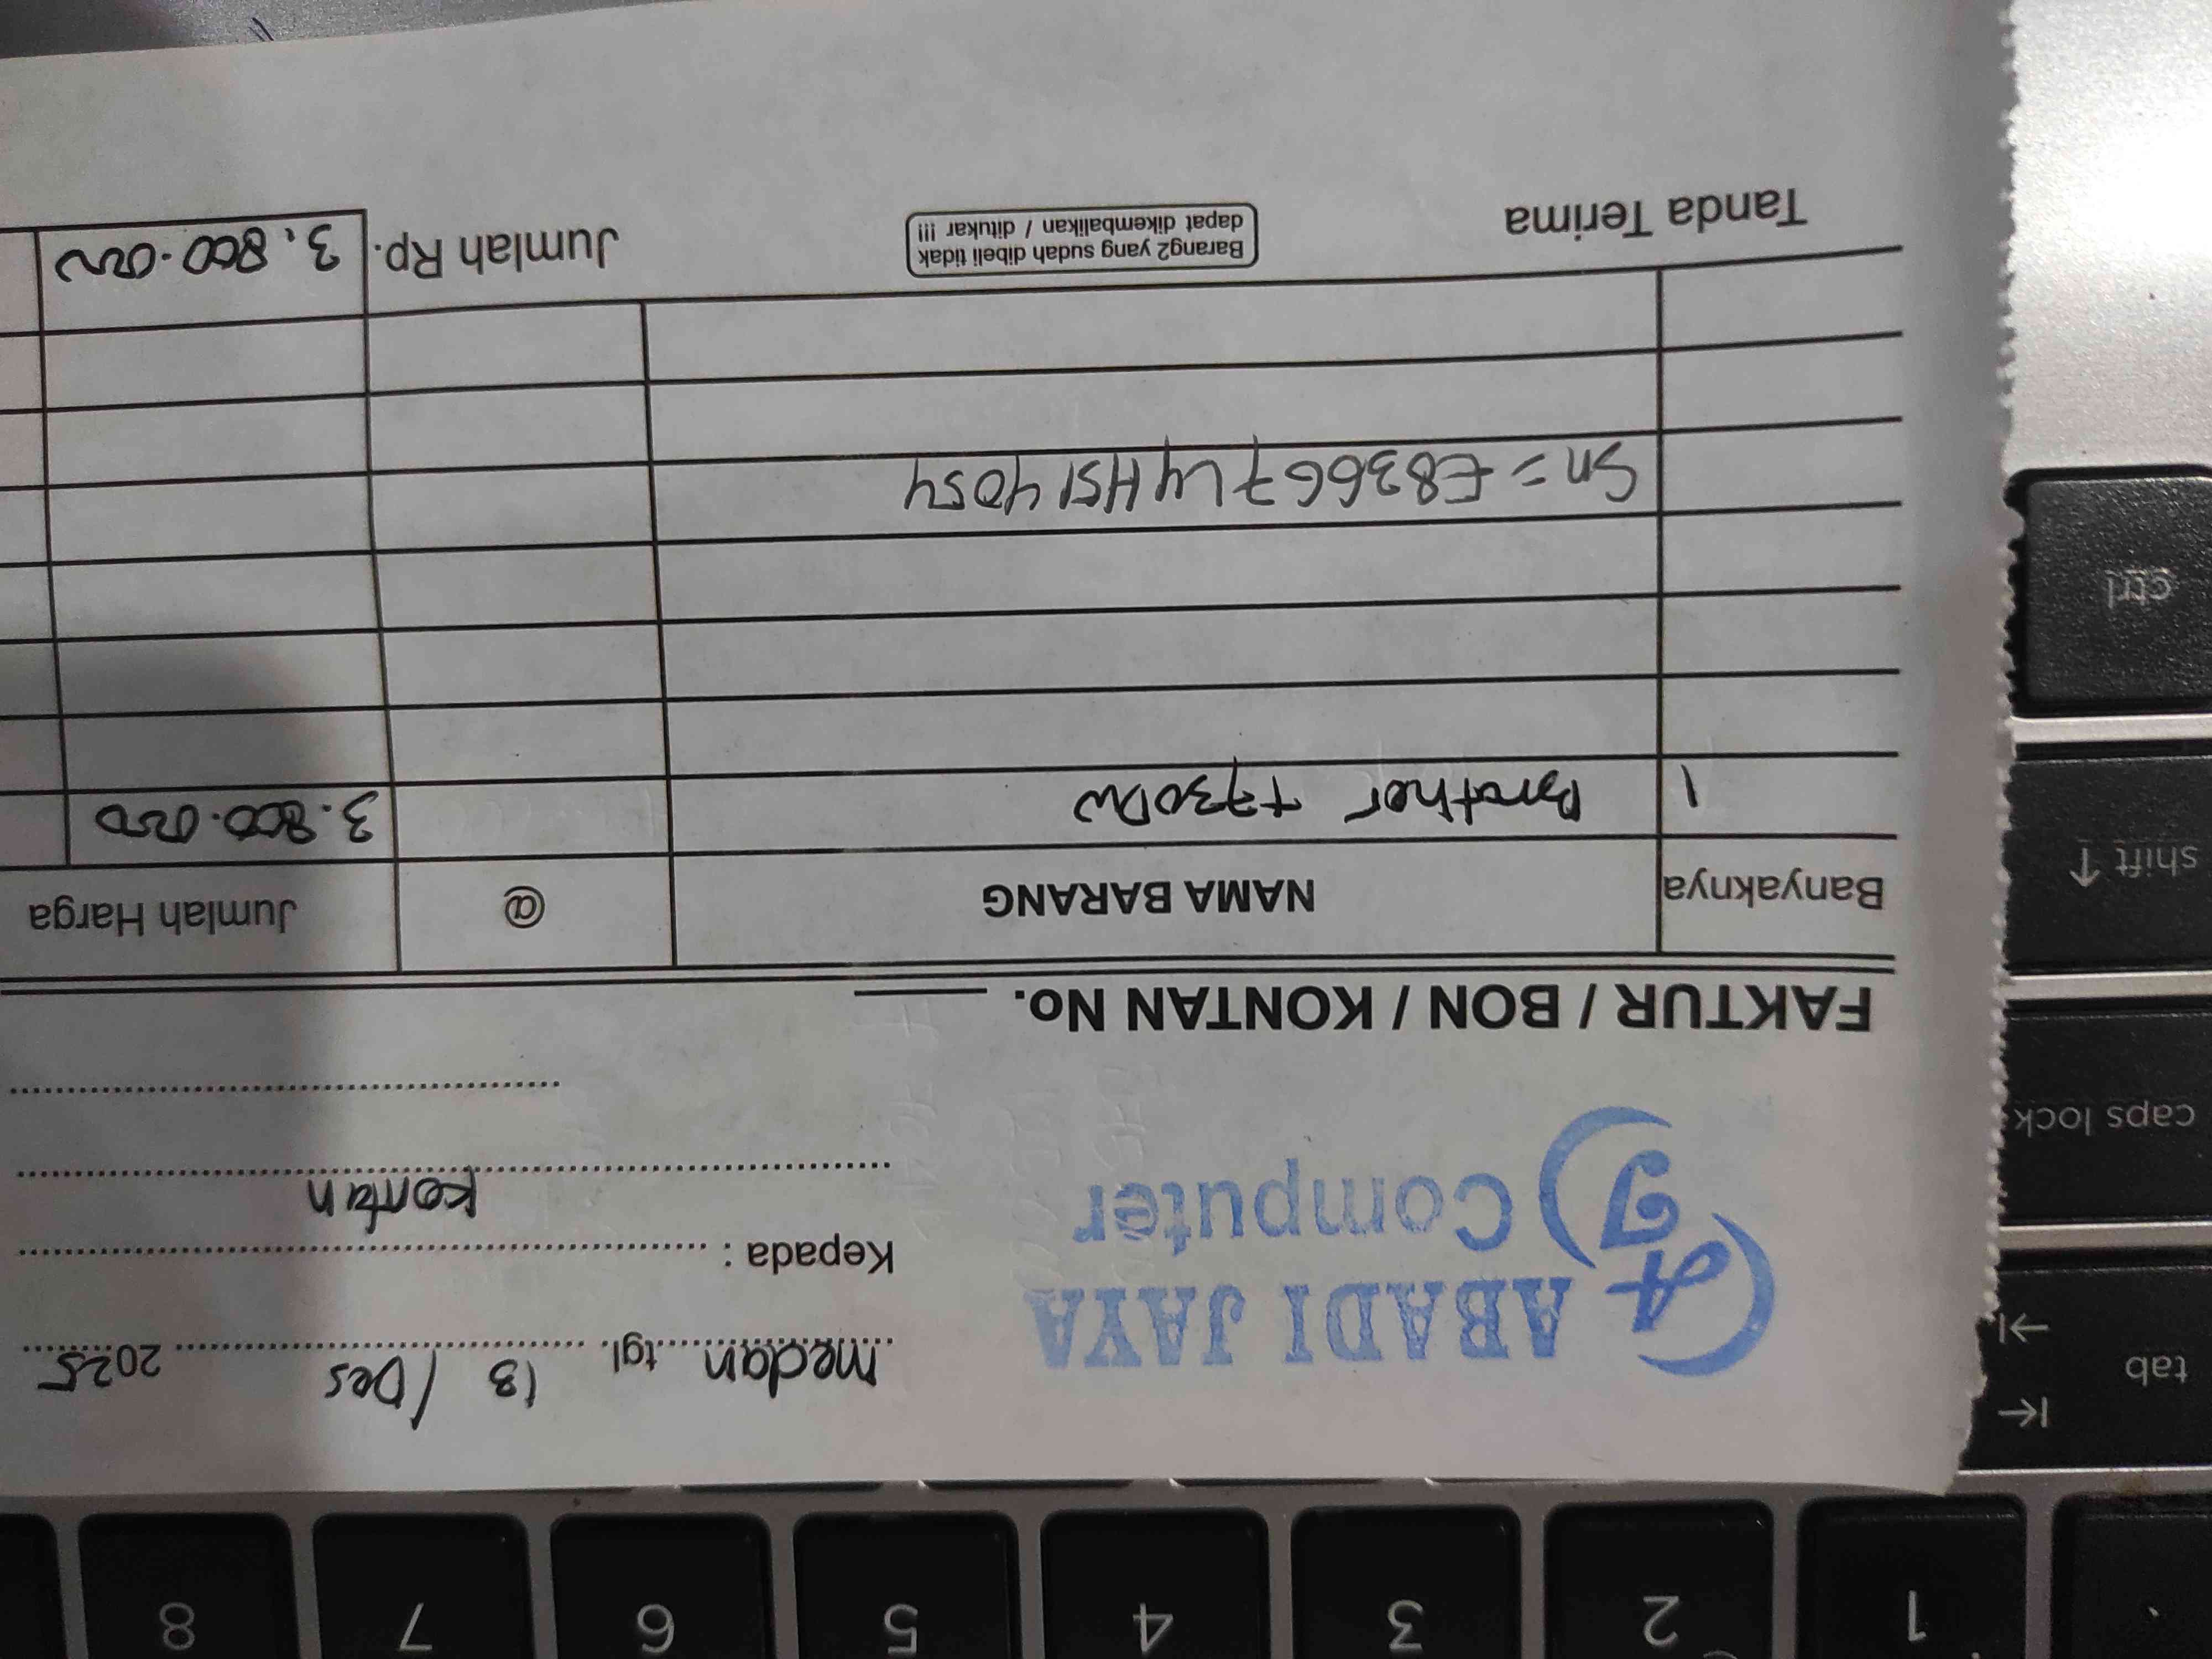 ABADI JAYA
Computer
AJ
Medan tgl. 13 / Des 2025
Kepada :
Kontan
FAKTUR / BON / KONTAN No.
Banyaknya NAMA BARANG @ Jumlah Harga
1 Brother T730DW 3.800.000
Sn = E83667L4H514054
Tanda Terima
Barang2 yang sudah dibeli tidak
dapat dikembalikan / ditukar !!!
Jumlah Rp. 3.800.000
tab
caps lock
shift
ctrl
1 2 3 4 5 6 7 8